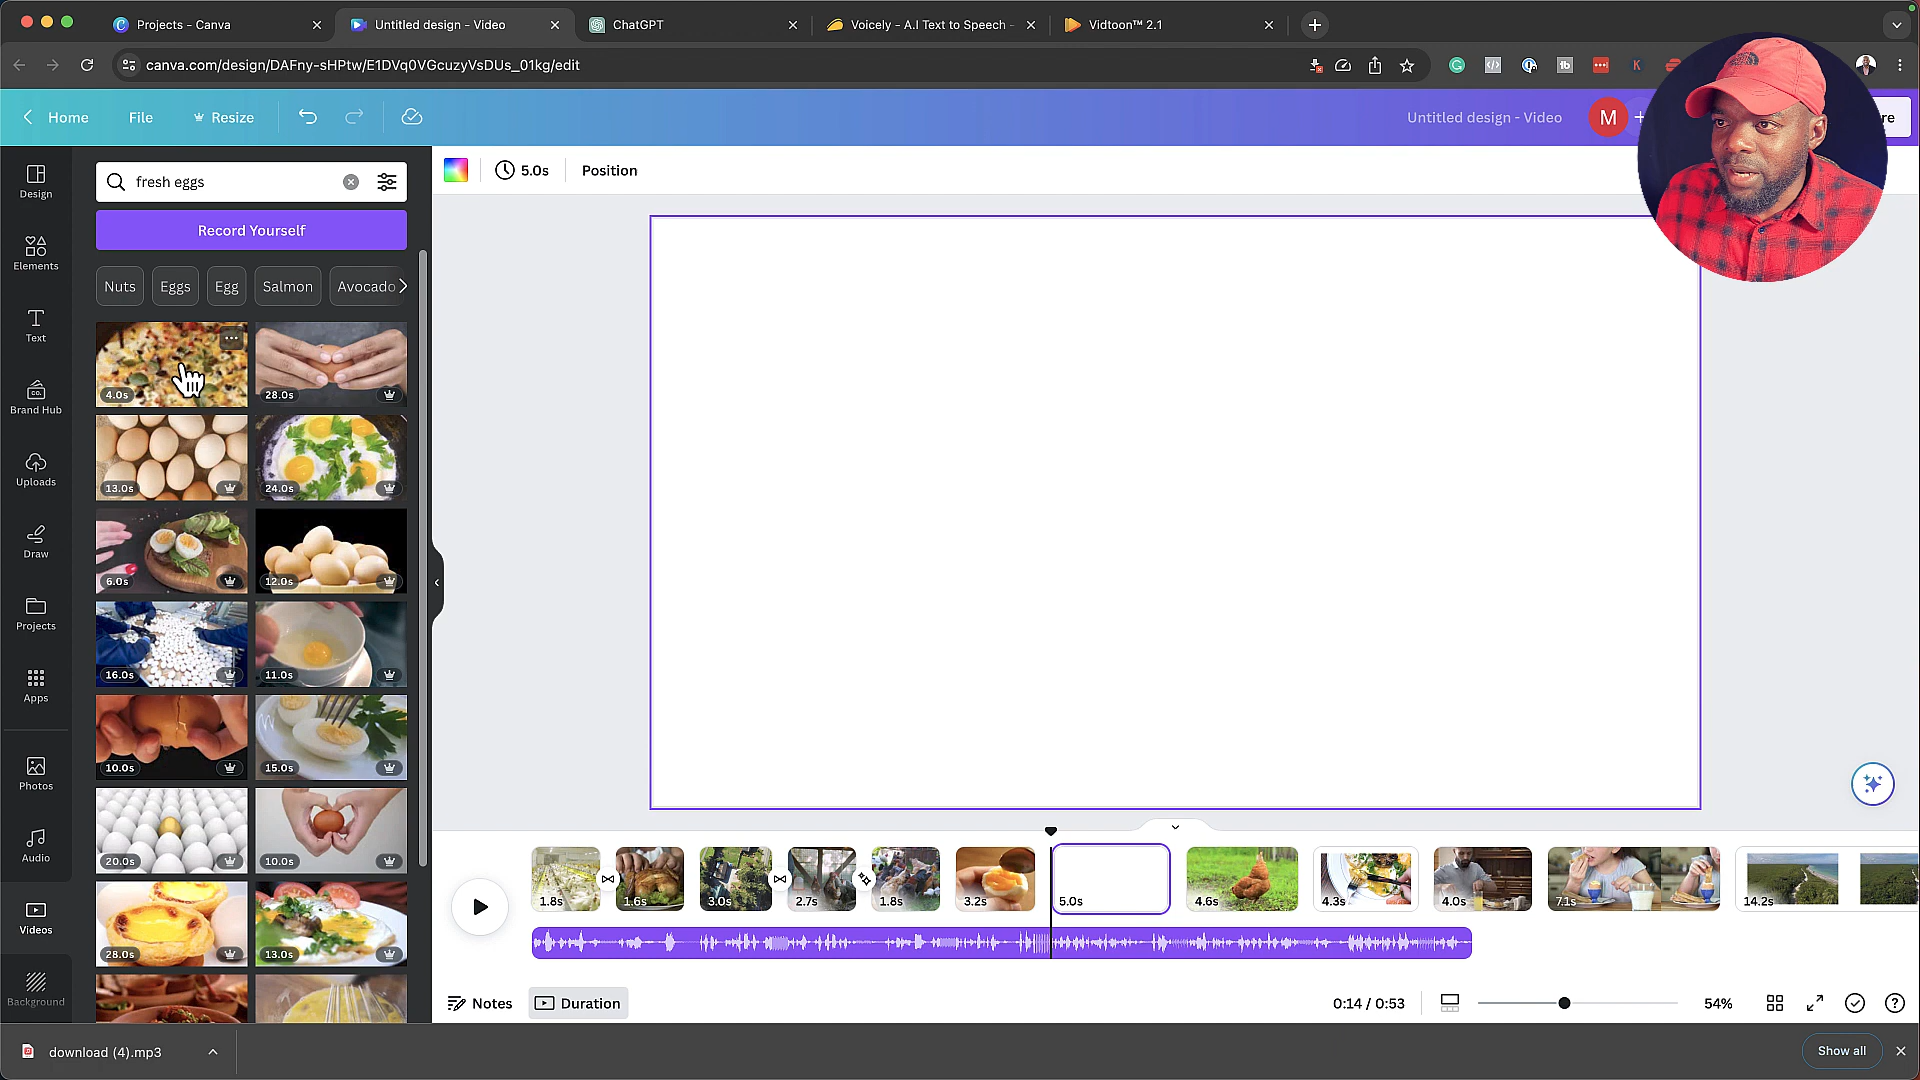 Projects - Canva
Untitled design - Video
ChatGPT
Voicely - A.I Text to Speech -
Vidtoon™ 2.1
canva.com/design/DAFny-sHPtw/E1DVq0VGcuzyVsDUs_01kg/edit
Home
File
Resize
Untitled design - Video
M
re
Design
Elements
Text
Brand Hub
Uploads
Draw
Projects
Apps
Photos
Audio
Videos
Background
fresh eggs
Record Yourself
Nuts
Eggs
Egg
Salmon
Avocado
4.0s
28.0s
13.0s
24.0s
6.0s
12.0s
16.0s
11.0s
10.0s
15.0s
20.0s
10.0s
28.0s
13.0s
5.0s
Position
1.8s
1.6s
3.0s
2.7s
1.8s
3.2s
5.0s
4.6s
4.3s
4.0s
7.1s
14.2s
Notes
Duration
0:14 / 0:53
54%
download (4).mp3
Show all